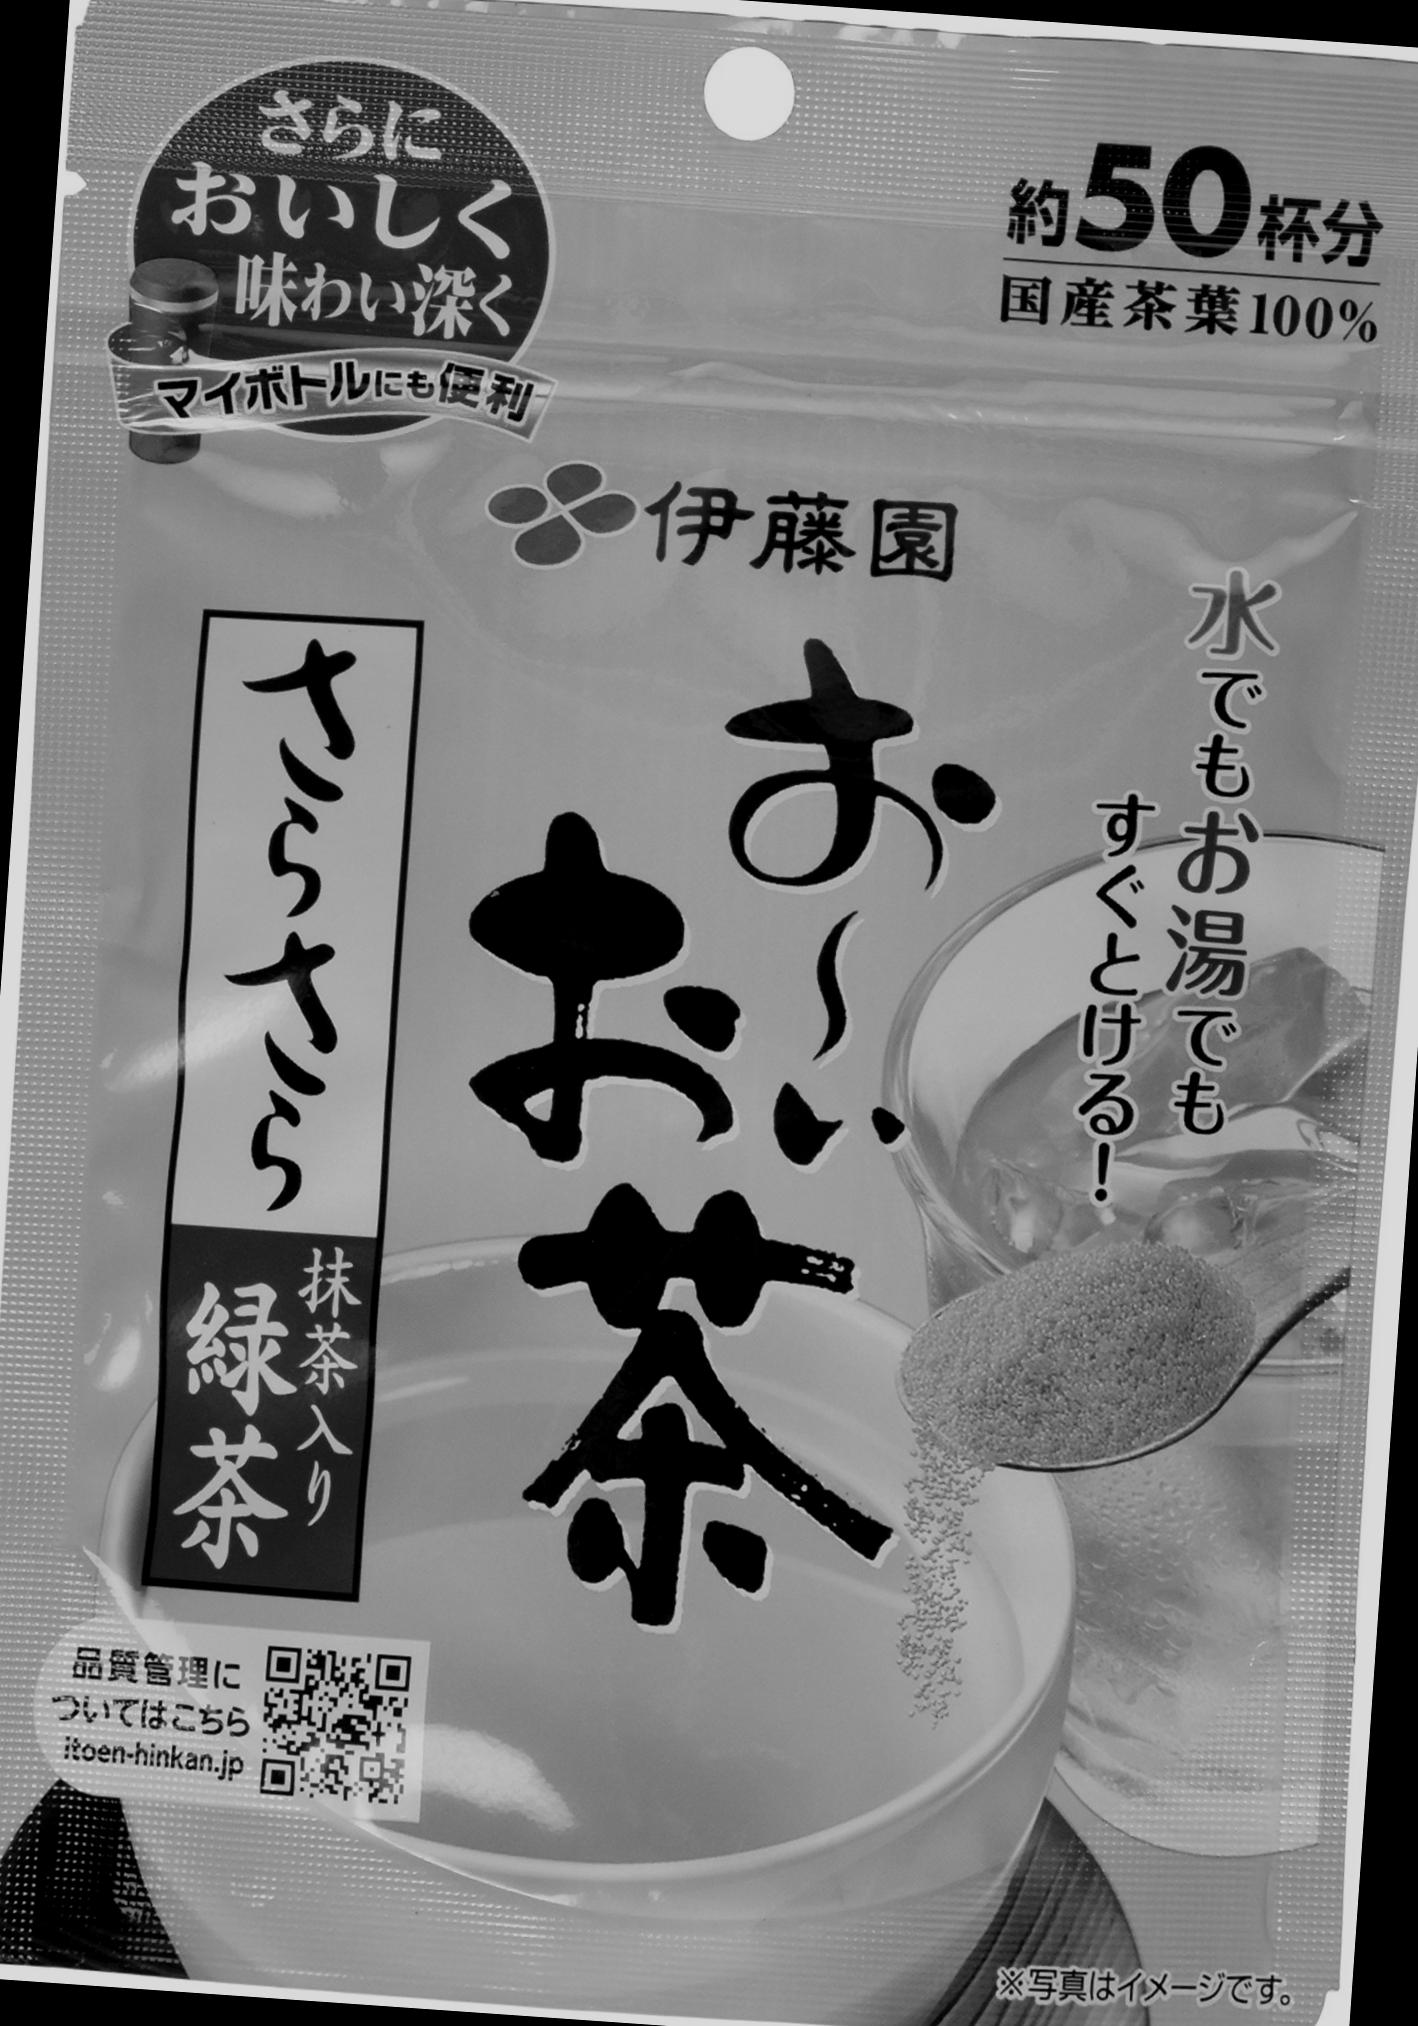 さらに
おいしく
味わい深く
マイボトルにも便利
約50杯分
国産茶葉100%
伊藤園
水でもお湯でも
すぐとける!
お〜い
お茶
さらさら
抹茶入り
緑茶
品質管理に
ついてはこちら
itoen-hinkan.jp
※写真はイメージです。